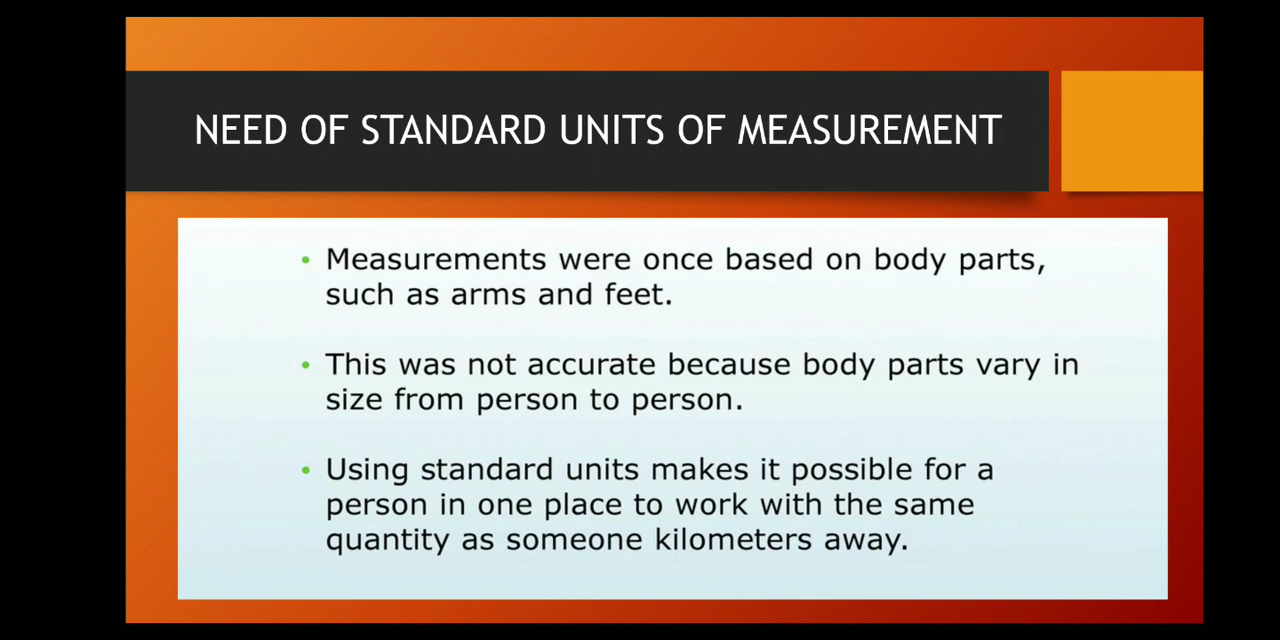 NEED OF STANDARD UNITS OF MEASUREMENT
• Measurements were once based on body parts,
such as arms and feet.
• This was not accurate because body parts vary in
size from person to person.
• Using standard units makes it possible for a
person in one place to work with the same
quantity as someone kilometers away.